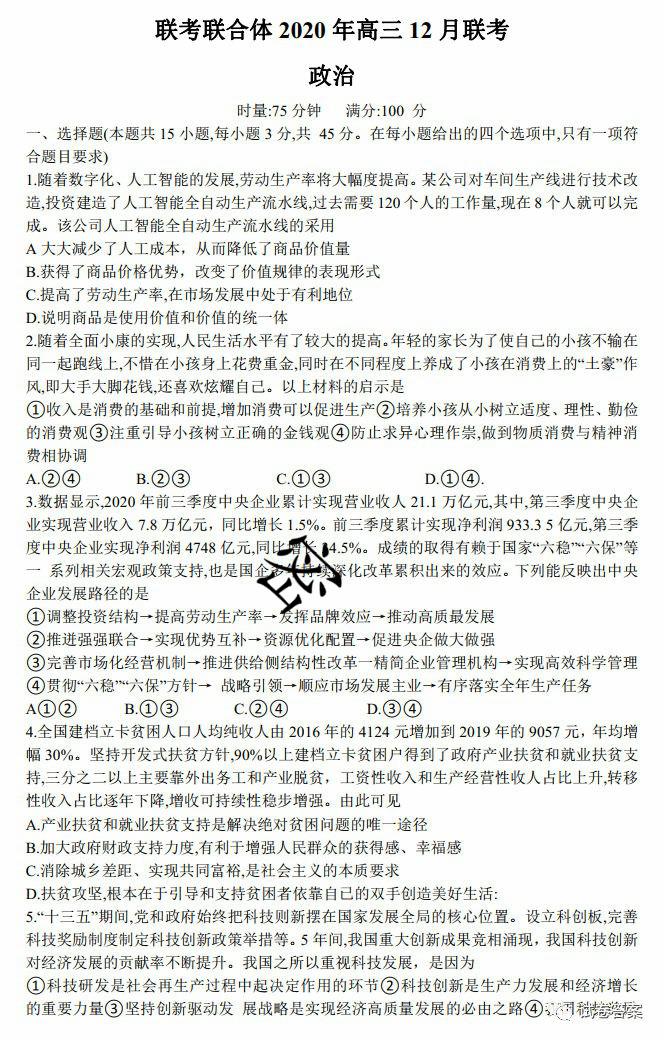 联考联合体 2020 年高三 12 月联考
政治
时量:75 分钟 满分:100 分
一、选择题(本题共 15 小题,每小题 3 分,共 45 分。在每小题给出的四个选项中,只有一项符
合题目要求)
1.随着数字化、人工智能的发展,劳动生产率将大幅度提高。某公司对车间生产线进行技术改
造,投资建造了人工智能全自动生产流水线,过去需要 120 个人的工作量,现在 8 个人就可以完
成。该公司人工智能全自动生产流水线的采用
A 大大减少了人工成本，从而降低了商品价值量
B.获得了商品价格优势，改变了价值规律的表现形式
C.提高了劳动生产率,在市场发展中处于有利地位
D.说明商品是使用价值和价值的统一体
2.随着全面小康的实现,人民生活水平有了较大的提高。年轻的家长为了使自己的小孩不输在
同一起跑线上,不惜在小孩身上花费重金,同时在不同程度上养成了小孩在消费上的“土豪”作
风,即大手大脚花钱,还喜欢炫耀自己。以上材料的启示是
①收入是消费的基础和前提,增加消费可以促进生产②培养小孩从小树立适度、理性、勤俭
的消费观③注重引导小孩树立正确的金钱观④防止求异心理作祟,做到物质消费与精神消
费相协调
A.②④ B.②③ C.①③ D.①④.
3.数据显示,2020 年前三季度中央企业累计实现营业收人 21.1 万亿元,其中,第三季度中央企
业实现营业收入 7.8 万亿元，同比增长 1.5%。前三季度累计实现净利润 933.3 5 亿元,第三季
度中央企业实现净利润 4748 亿元,同比增长 34.5%。成绩的取得有赖于国家“六稳”“六保”等
一 系列相关宏观政策支持,也是国企多年持续深化改革累积出来的效应。下列能反映出中央
企业发展路径的是
①调整投资结构→提高劳动生产率→发挥品牌效应→推动高质最发展
②推进强强联合→实现优势互补→资源优化配置→促进央企做大做强
③完善市场化经营机制→推进供给侧结构性改革一精简企业管理机构→实现高效科学管理
④贯彻“六稳”“六保”方针→ 战略引领→顺应市场发展主业→有序落实全年生产任务
A①② B.①③ C.②④ D.③④
4.全国建档立卡贫困人口人均纯收人由 2016 年的 4124 元增加到 2019 年的 9057 元，年均增
幅 30%。坚持开发式扶贫方针,90%以上建档立卡贫困户得到了政府产业扶贫和就业扶贫支
持,三分之二以上主要靠外出务工和产业脱贫，工资性收入和生产经营性收人占比上升,转移
性收入占比逐年下降,增收可持续性稳步增强。由此可见
A.产业扶贫和就业扶贫支持是解决绝对贫困问题的唯一途径
B.加大政府财政支持力度,有利于增强人民群众的获得感、幸福感
C.消除城乡差距、实现共同富裕,是社会主义的本质要求
D.扶贫攻坚,根本在于引导和支持贫困者依靠自已的双手创造美好生活:
5.“十三五”期间,党和政府始终把科技则新摆在国家发展全局的核心位置。设立科创板,完善
科技奖励制度制定科技创新政策举措等。5 年间,我国重大创新成果竞相涌现，我国科技创新
对经济发展的贡献率不断提升。我国之所以重视科技发展，是因为
①科技研发是社会再生产过程中起决定作用的环节②科技创新是生产力发展和经济增长
的重要力量③坚持创新驱动发 展战略是实现经济高质量发展的必由之路④
试卷答案